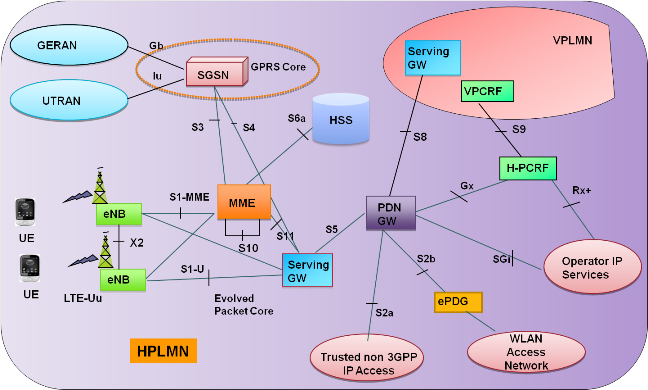 GERAN
Gb
Iu
UTRAN
SGSN
GPRS Core
S3
S4
S6a
HSS
Serving
GW
VPLMN
VPCRF
S8
S9
H-PCRF
Gx
Rx+
UE
eNB
S1-MME
MME
S10
S11
X2
UE
eNB
LTE-Uu
S1-U
Evolved
Packet Core
Serving
GW
S5
PDN
GW
S2b
SGi
Operator IP
Services
ePDG
S2a
HPLMN
Trusted non 3GPP
IP Access
WLAN
Access
Network